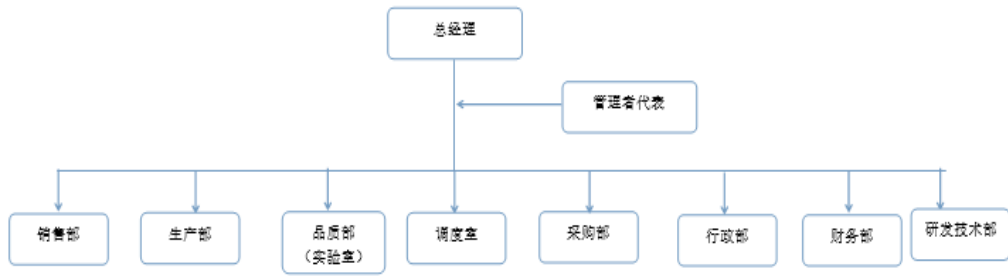 总经理
管理者代表
销售部
生产部
品质部
（实验室）
调度室
采购部
行政部
财务部
研发技术部